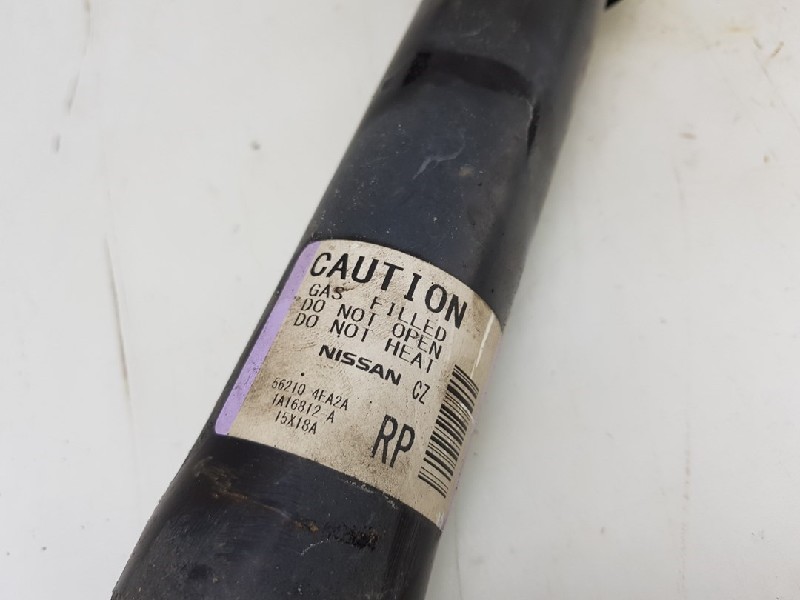 CAUTION
GAS FILLED
DO NOT OPEN
DO NOT HEAT
NISSAN CZ
56210 4EA2A
1A16812-A
15X18A
RP